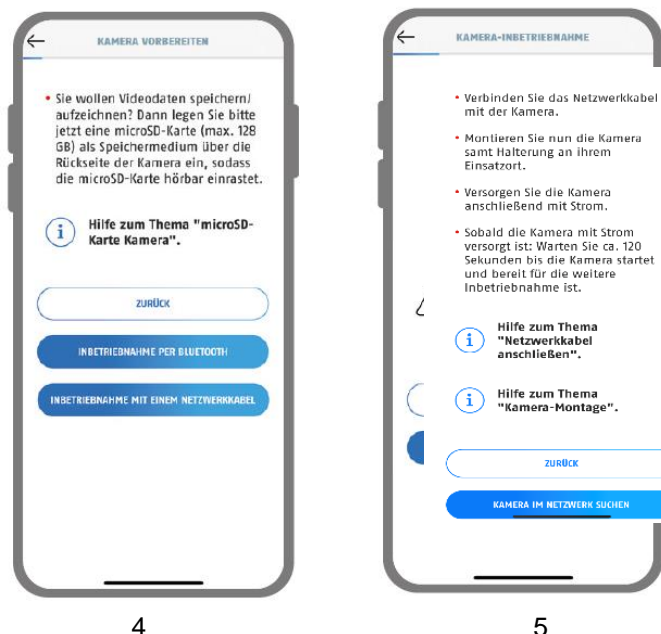 KAMERA VORBEREITEN
• Sie wollen Videodaten speichern/
aufzeichnen? Dann legen Sie bitte
jetzt eine microSD-Karte (max. 128
GB) als Speichermedium über die
Rückseite der Kamera ein, sodass
die microSD-Karte hörbar einrastet.
Hilfe zum Thema "microSD-
Karte Kamera".
ZURÜCK
INBETRIEBNAHME PER BLUETOOTH
INBETRIEBNAHME MIT EINEM NETZWERKKABEL
4
KAMERA-INBETRIEBNAHME
• Verbinden Sie das Netzwerkkabel
mit der Kamera.
• Montieren Sie nun die Kamera
samt Halterung an ihrem
Einsatzort.
• Versorgen Sie die Kamera
anschließend mit Strom.
• Sobald die Kamera mit Strom
versorgt ist: Warten Sie ca. 120
Sekunden bis die Kamera startet
und bereit für die weitere
Inbetriebnahme ist.
Hilfe zum Thema
"Netzwerkkabel
anschließen".
Hilfe zum Thema
"Kamera-Montage".
ZURÜCK
KAMERA IM NETZWERK SUCHEN
5